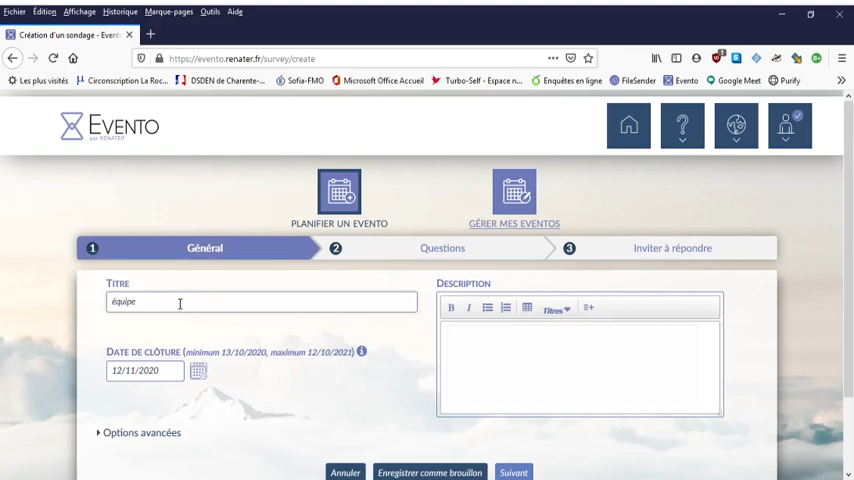 Fichier Édition Affichage Historique Marque-pages Outils Aide
Création d'un sondage - Evento
https://evento.renater.fr/survey/create
Les plus visités Circonscription La Roc... DSDEN de Charente-... Sofia-FMO Microsoft Office Accueil Turbo-Self - Espace n... Enquêtes en ligne FileSender Evento Google Meet Purify
EVENTO
par RENATER
PLANIFIER UN EVENTO GÉRER MES EVENTOS
1 Général 2 Questions 3 Inviter à répondre
TITRE
équipe
DATE DE CLÔTURE (minimum 13/10/2020, maximum 12/10/2021)
12/11/2020
Options avancées
DESCRIPTION
B I Titres
Annuler Enregistrer comme brouillon Suivant